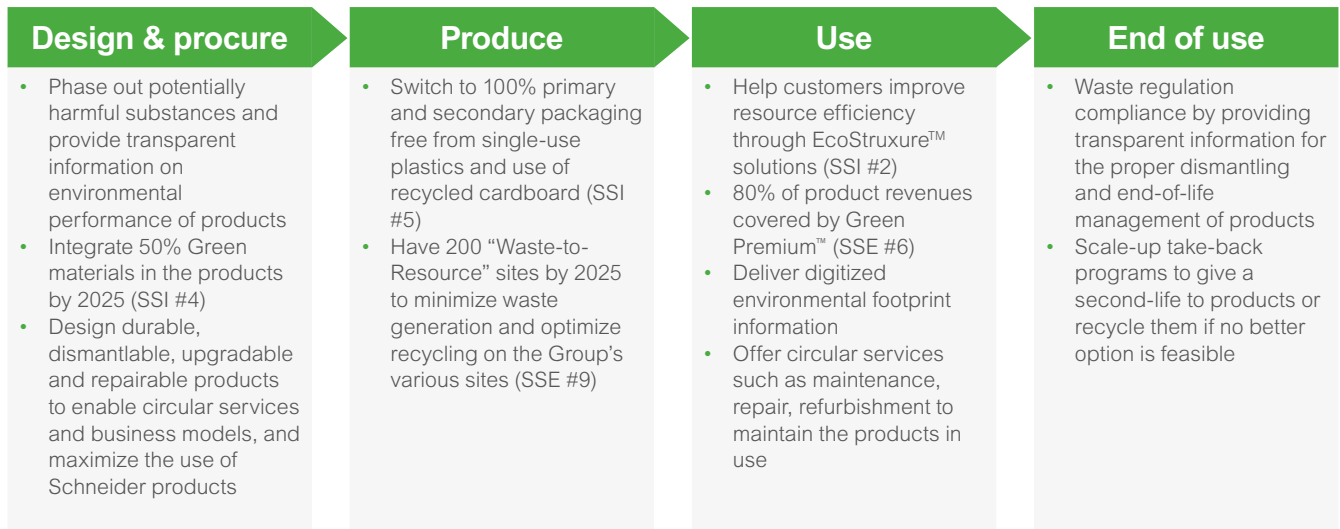 Design & procure
• Phase out potentially
harmful substances and
provide transparent
information on
environmental
performance of products
• Integrate 50% Green
materials in the products
by 2025 (SSI #4)
• Design durable,
dismantlable, upgradable
and repairable products
to enable circular services
and business models, and
maximize the use of
Schneider products
Produce
• Switch to 100% primary
and secondary packaging
free from single-use
plastics and use of
recycled cardboard (SSI
#5)
• Have 200 “Waste-to-
Resource” sites by 2025
to minimize waste
generation and optimize
recycling on the Group’s
various sites (SSE #9)
Use
• Help customers improve
resource efficiency
through EcoStruxure™
solutions (SSI #2)
• 80% of product revenues
covered by Green
Premium™ (SSE #6)
• Deliver digitized
environmental footprint
information
• Offer circular services
such as maintenance,
repair, refurbishment to
maintain the products in
use
End of use
• Waste regulation
compliance by providing
transparent information for
the proper dismantling
and end-of-life
management of products
• Scale-up take-back
programs to give a
second-life to products or
recycle them if no better
option is feasible